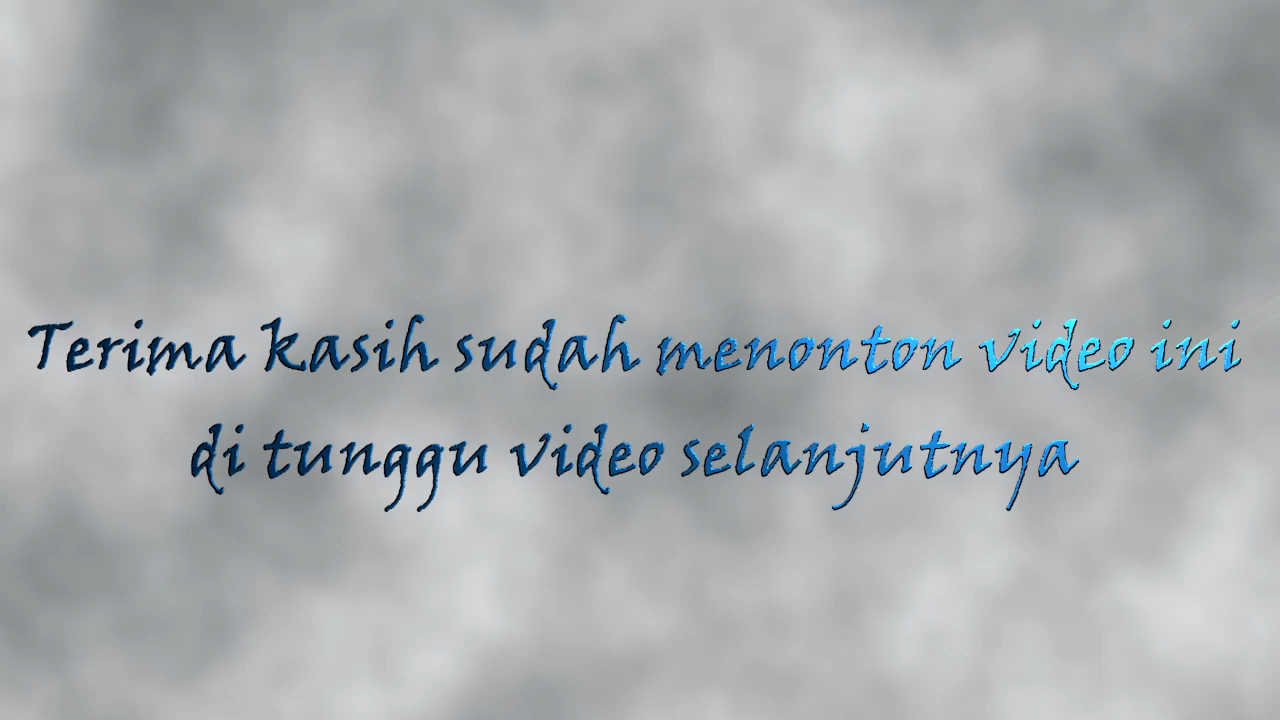 Terima kasih sudah menonton video ini
di tunggu video selanjutnya